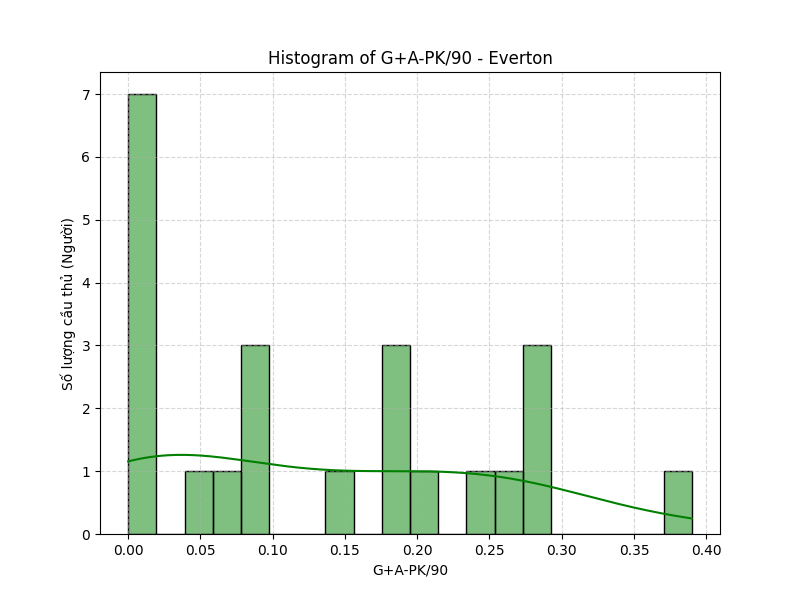 Histogram of G+A-PK/90 - Everton
Số lượng cầu thủ (Người)
7
6
5
4
3
2
1
0
0.00 0.05 0.10 0.15 0.20 0.25 0.30 0.35 0.40
G+A-PK/90